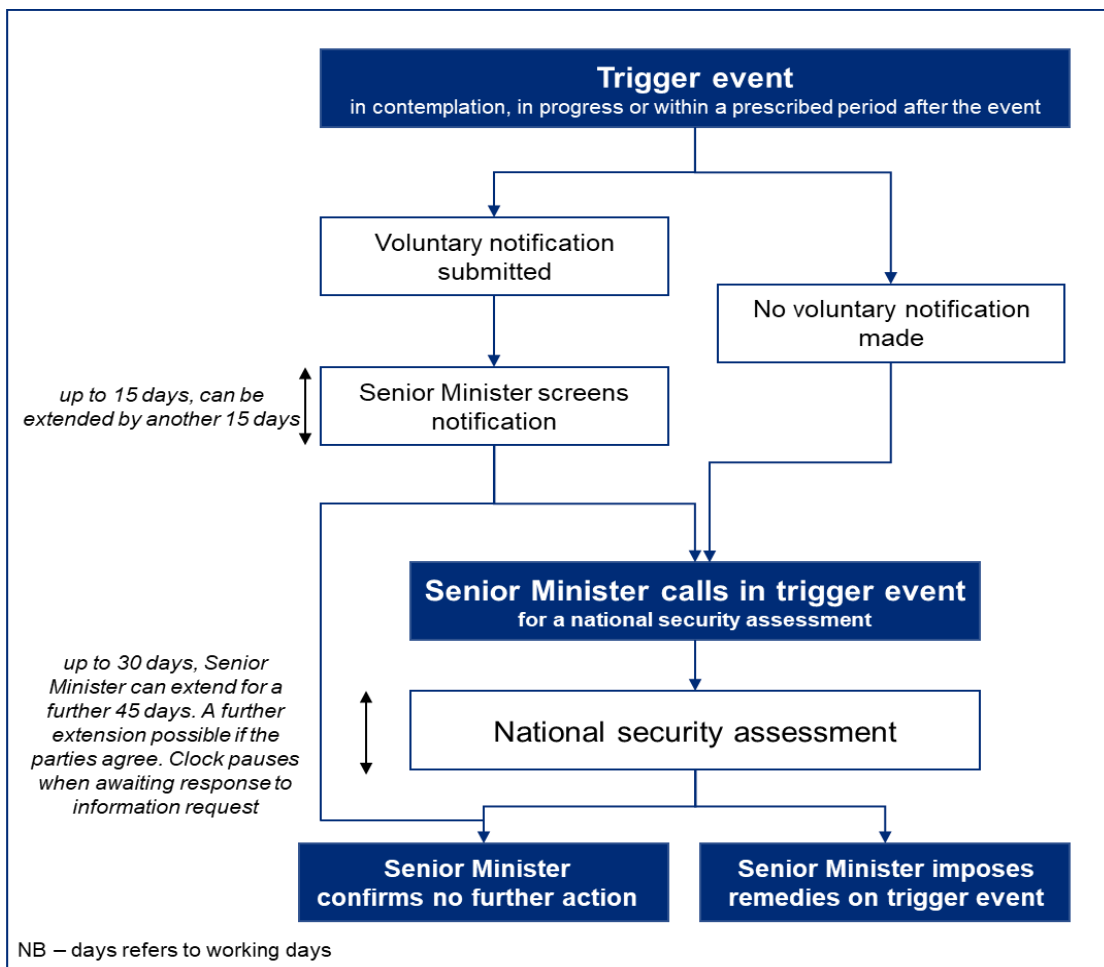 Trigger event
in contemplation, in progress or within a prescribed period after the event
Voluntary notification
submitted
No voluntary notification
made
up to 15 days, can be
extended by another 15 days
Senior Minister screens
notification
Senior Minister calls in trigger event
for a national security assessment
up to 30 days, Senior
Minister can extend for a
further 45 days. A further
extension possible if the
parties agree. Clock pauses
when awaiting response to
information request
National security assessment
Senior Minister
confirms no further action
Senior Minister imposes
remedies on trigger event
NB – days refers to working days